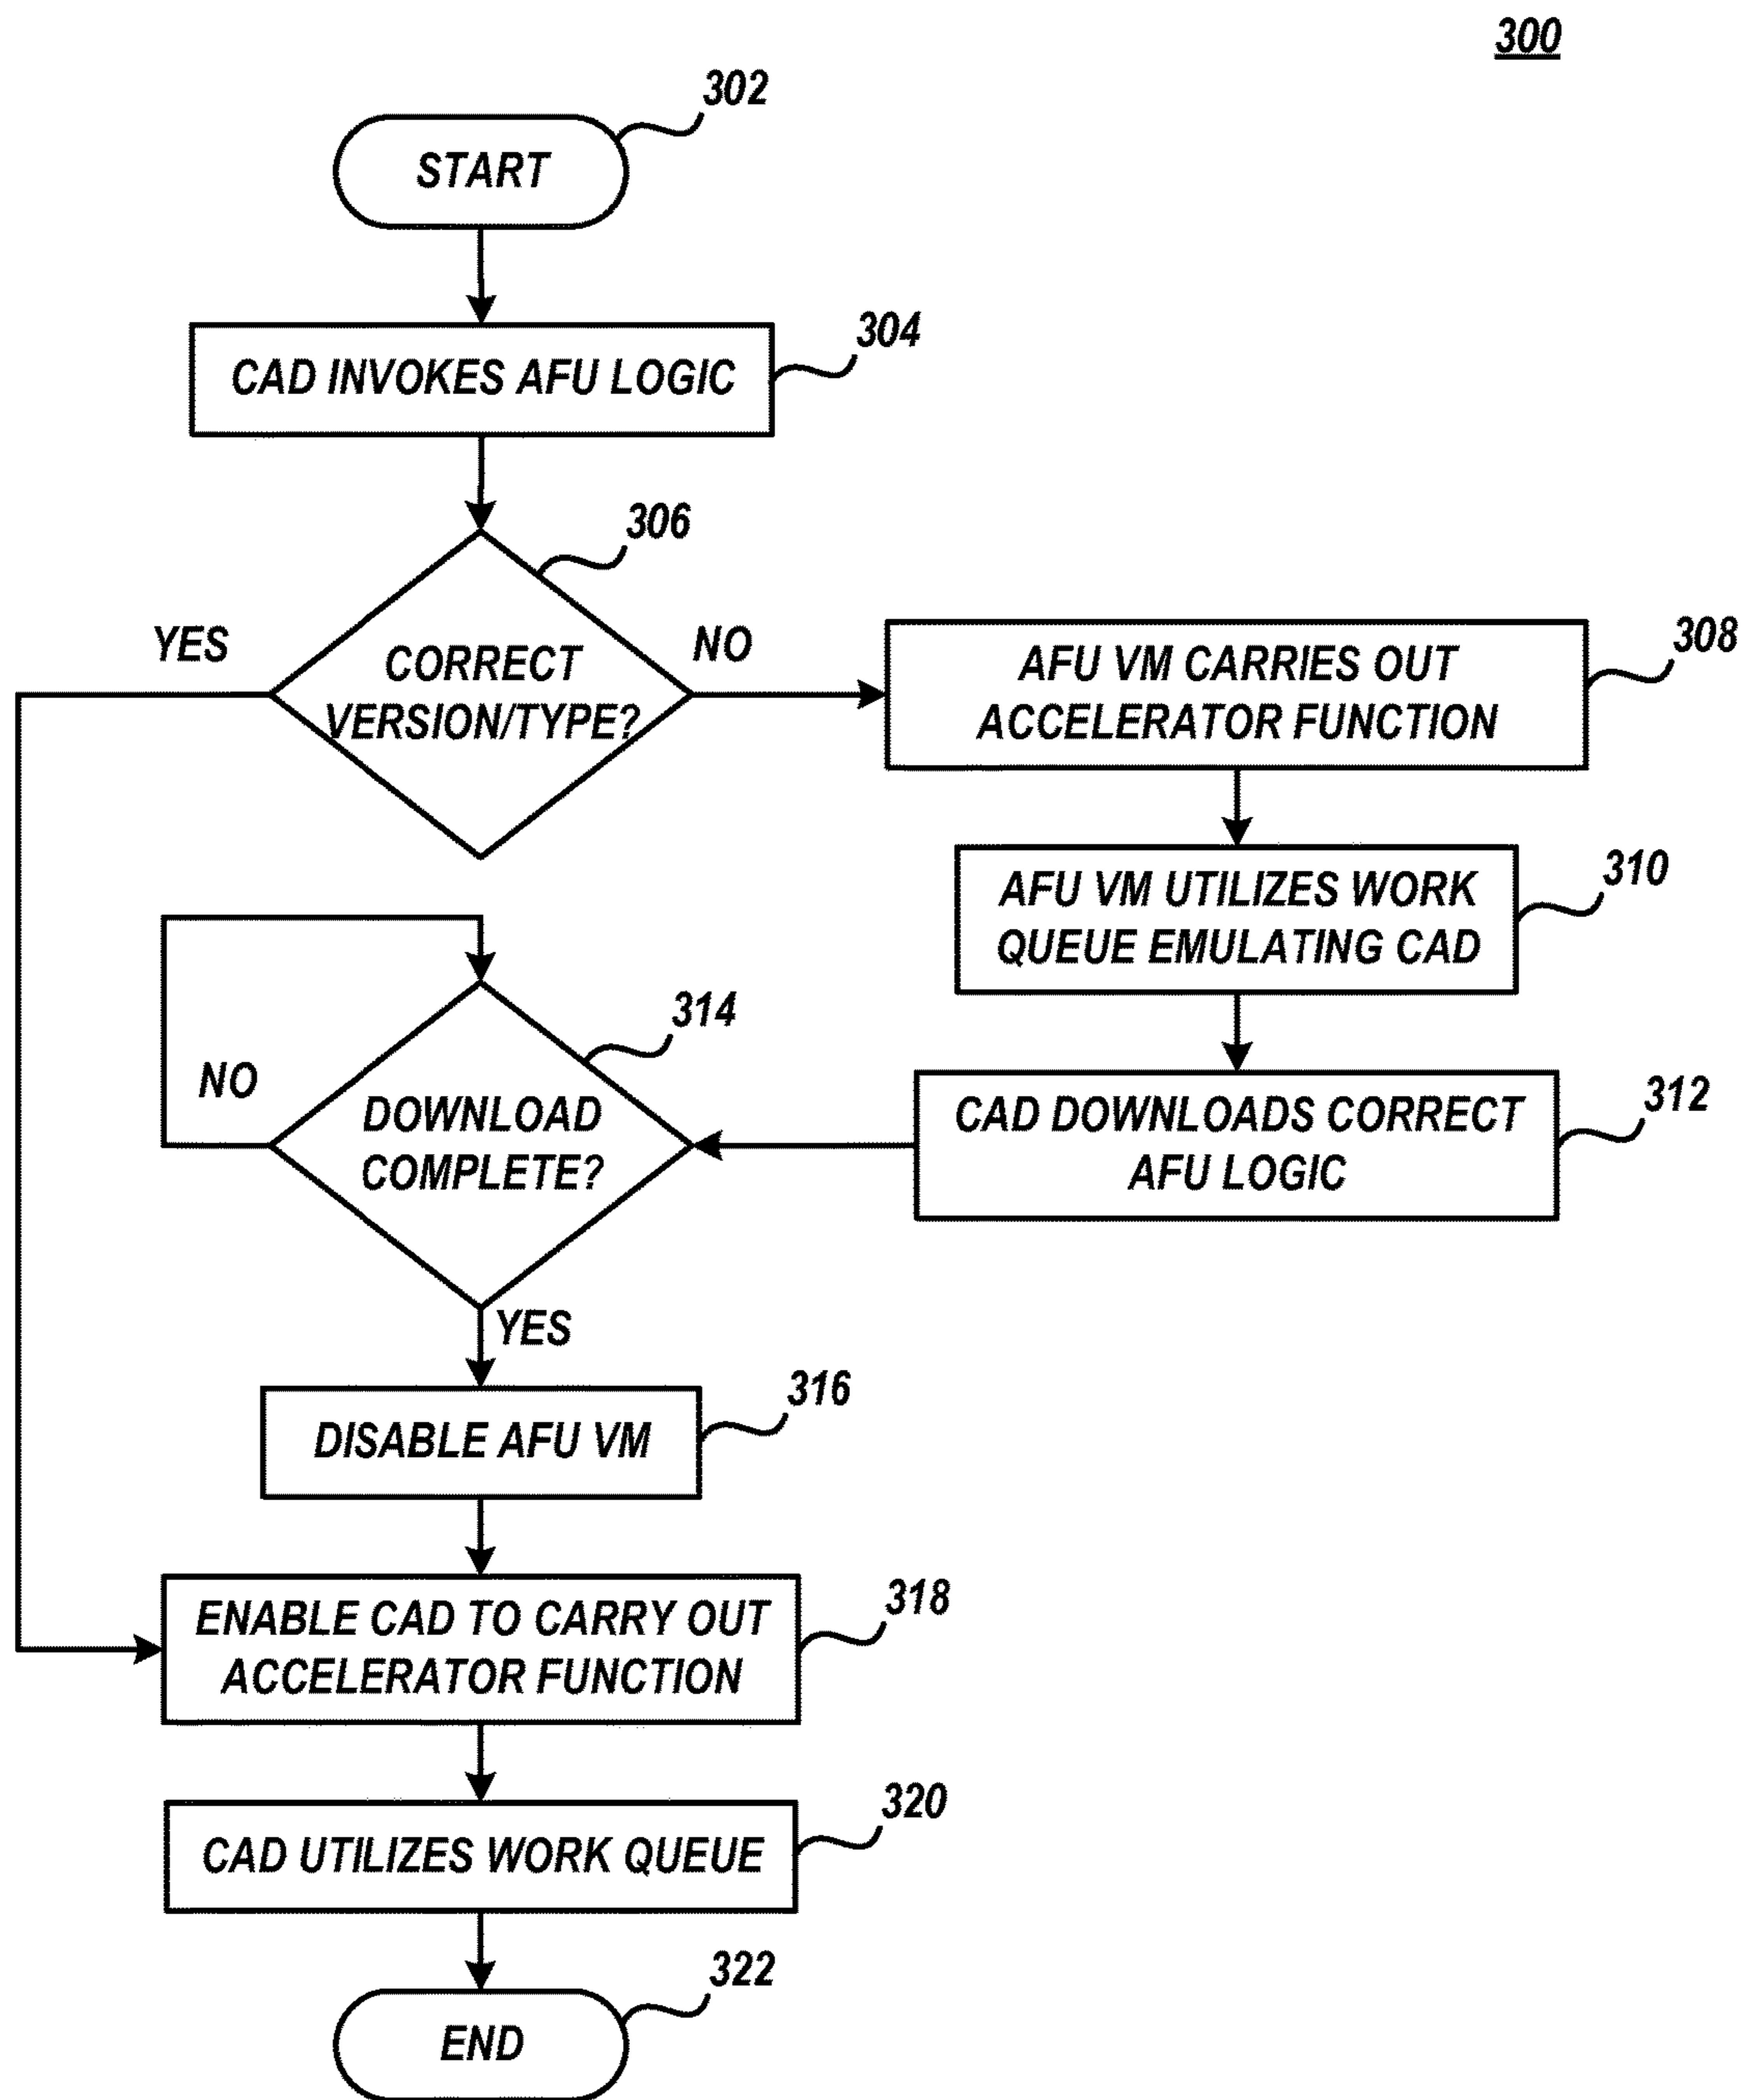 300
302
START
304
CAD INVOKES AFU LOGIC
306
YES
NO
CORRECT
VERSION/TYPE?
308
AFU VM CARRIES OUT
ACCELERATOR FUNCTION
310
AFU VM UTILIZES WORK
QUEUE EMULATING CAD
314
NO
DOWNLOAD
COMPLETE?
312
CAD DOWNLOADS CORRECT
AFU LOGIC
YES
316
DISABLE AFU VM
318
ENABLE CAD TO CARRY OUT
ACCELERATOR FUNCTION
320
CAD UTILIZES WORK QUEUE
322
END